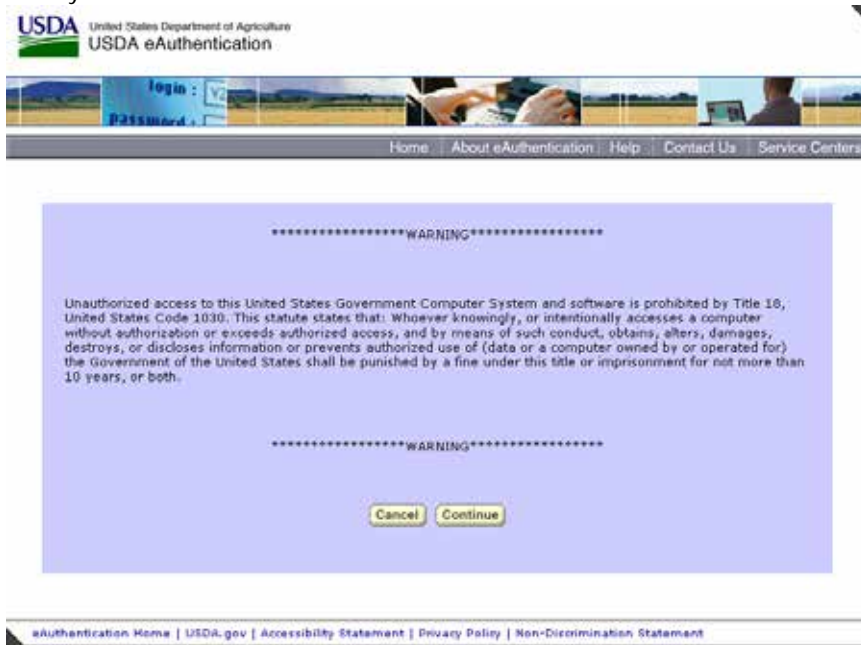 USDA United States Department of Agriculture
USDA eAuthentication
login :
password :
Home About eAuthentication Help Contact Us Service Centers
*****************WARNING*****************
Unauthorized access to this United States Government Computer System and software is prohibited by Title 18,
United States Code 1030. This statute states that: Whoever knowingly, or intentionally accesses a computer
without authorization or exceeds authorized access, and by means of such conduct, obtains, alters, damages,
destroys, or discloses information or prevents authorized use of (data or a computer owned by or operated for)
the Government of the United States shall be punished by a fine under this title or imprisonment for not more than
10 years, or both.
*****************WARNING*****************
Cancel Continue
eAuthentication Home | USDA.gov | Accessibility Statement | Privacy Policy | Non-Discrimination Statement